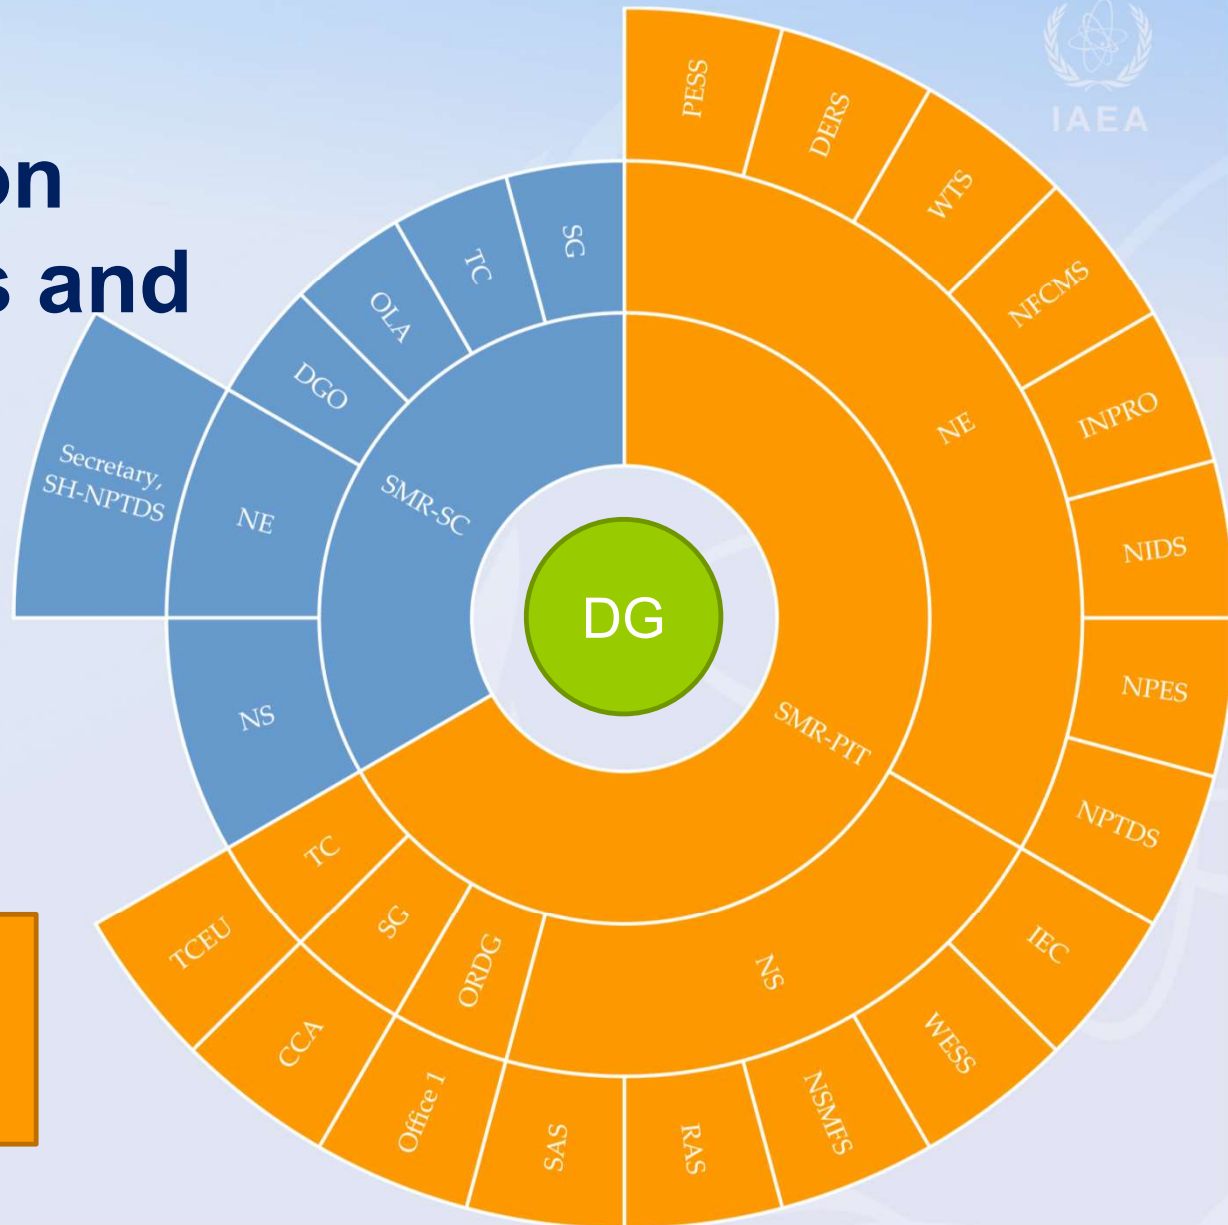 on
s and
IAEA
DG
SMR-SC
SG
TC
OLA
DGO
NE
Secretary,
SH-NPTDS
NS
SMR-PIT
NE
PESS
DERS
WTS
NFCMS
INPRO
NIDS
NPES
NPTDS
NS
IEC
WESS
NSMFS
RAS
SAS
ORDG
Office 1
SG
CCA
TC
TCEU